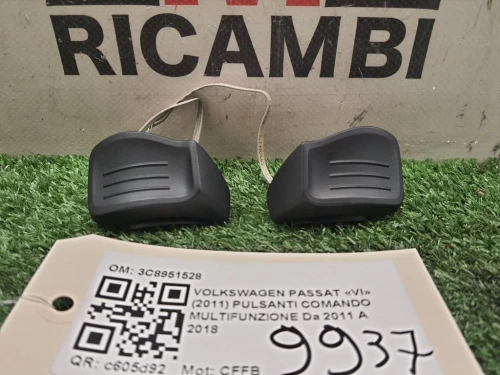 RICAMBI
OM: 3C8951528
VOLKSWAGEN PASSAT «VI»
(2011) PULSANTI COMANDO
MULTIFUNZIONE Da 2011 A
2018
9937
QR: c605d92 Mot: CFFB